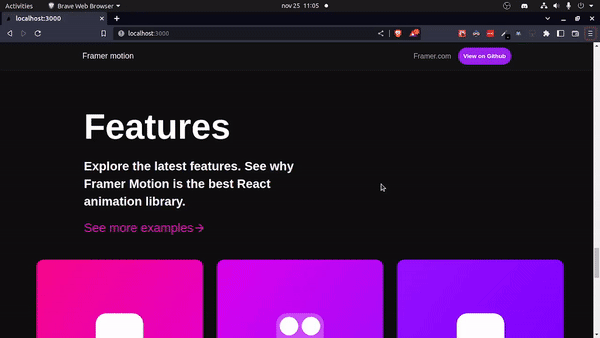 Activities
Brave Web Browser
nov 25 11:05
localhost:3000
localhost:3000
Framer motion
Framer.com
View on Github
Features
Explore the latest features. See why
Framer Motion is the best React
animation library.
See more examples